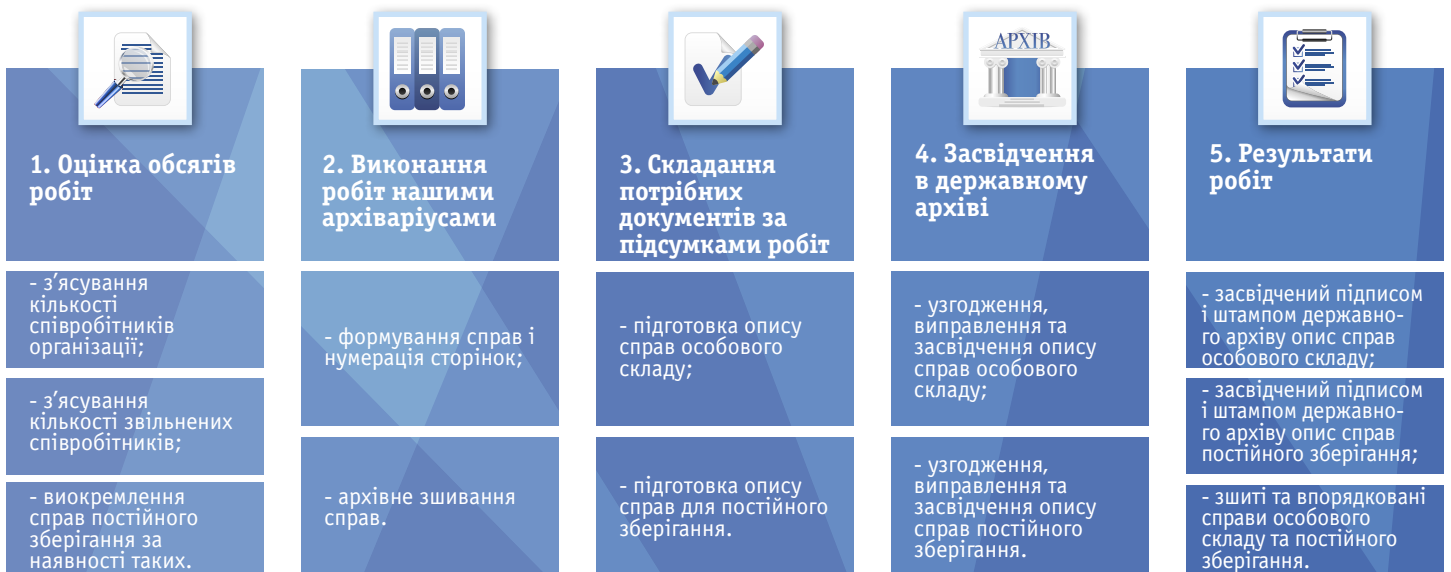 1. Оцінка обсягів
робіт
- з'ясування
кількості
співробітників
організації;
- з'ясування
кількості звільнених
співробітників;
- виокремлення
справ постійного
зберігання за
наявності таких.
2. Виконання
робіт нашими
архіваріусами
- формування справ і
нумерація сторінок;
- архівне зшивання
справ.
3. Складання
потрібних
документів за
підсумками робіт
- підготовка опису
справ особового
складу;
- підготовка опису
справ для постійного
зберігання.
АРХІВ
4. Засвідчення
в державному
архіві
- узгодження,
виправлення та
засвідчення опису
справ особового
складу;
- узгодження,
виправлення та
засвідчення опису
справ постійного
зберігання.
5. Результати
робіт
- засвідчений підписом
і штампом державно-
го архіву опис справ
особового складу;
- засвідчений підписом
і штампом державно-
го архіву опис справ
постійного зберігання;
- зшиті та впорядковані
справи особового
складу та постійного
зберігання.